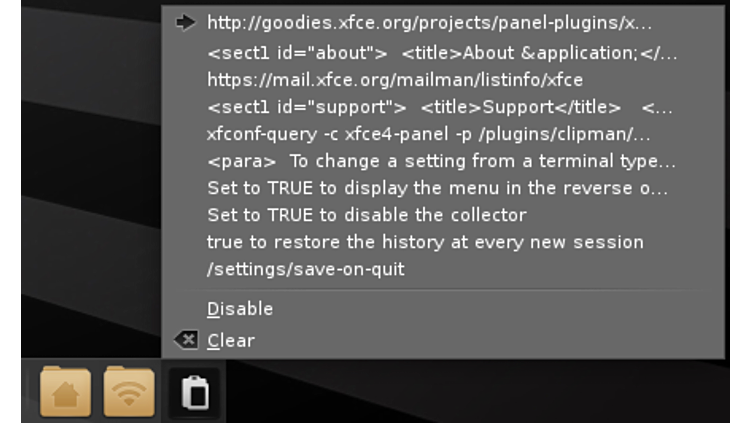 http://goodies.xfce.org/projects/panel-plugins/x...
<sect1 id="about">  <title>About &application;</...
https://mail.xfce.org/mailman/listinfo/xfce
<sect1 id="support">  <title>Support</title>   <...
xfconf-query -c xfce4-panel -p /plugins/clipman/...
<para>  To change a setting from a terminal type...
Set to TRUE to display the menu in the reverse o...
Set to TRUE to disable the collector
true to restore the history at every new session
/settings/save-on-quit
Disable
Clear